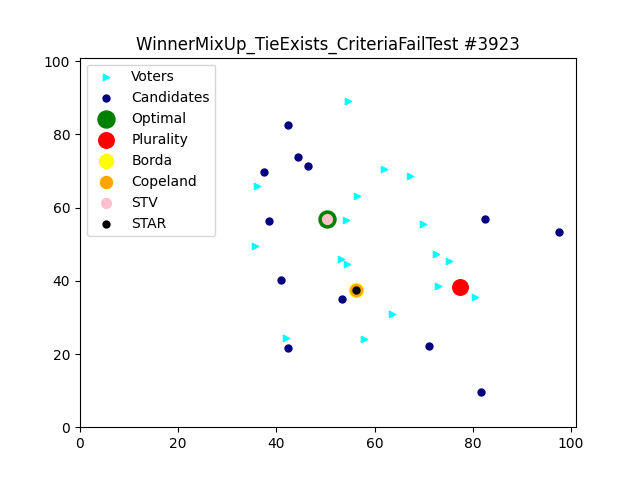 WinnerMixUp_TieExists_CriteriaFailTest #3923
100
80
60
40
20
0
Voters
Candidates
Optimal
Plurality
Borda
Copeland
STV
STAR
0 20 40 60 80 100